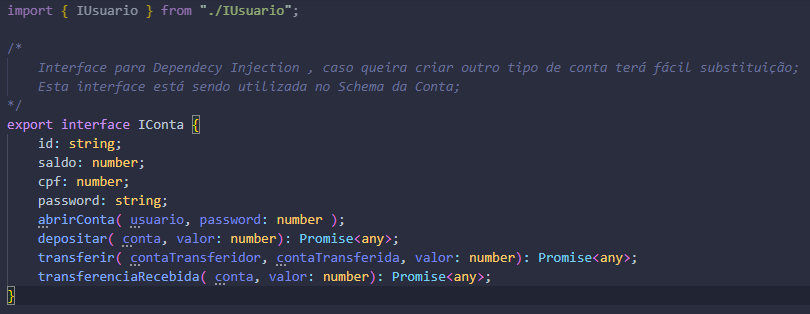 import { IUsuario } from "./IUsuario";
/*
Interface para Dependecy Injection , caso queira criar outro tipo de conta terá fácil substituição;
Esta interface está sendo utilizada no Schema da Conta;
*/
export interface IConta {
id: string;
saldo: number;
cpf: number;
password: string;
abrirConta( usuario, password: number );
depositar( conta, valor: number): Promise<any>;
transferir( contaTransferidor, contaTransferida, valor: number): Promise<any>;
transferenciaRecebida( conta, valor: number): Promise<any>;
}